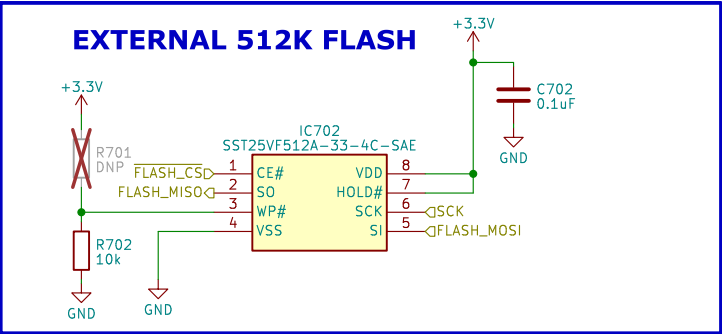 EXTERNAL 512K FLASH
+3.3V
+3.3V
C702
0.1uF
GND
R701
DNP
IC702
SST25VF512A-33-4C-SAE
FLASH_CS
1
CE#
VDD
8
FLASH_MISO
2
SO
HOLD#
7
3
WP#
SCK
6
SCK
4
VSS
SI
5
FLASH_MOSI
R702
10k
GND
GND